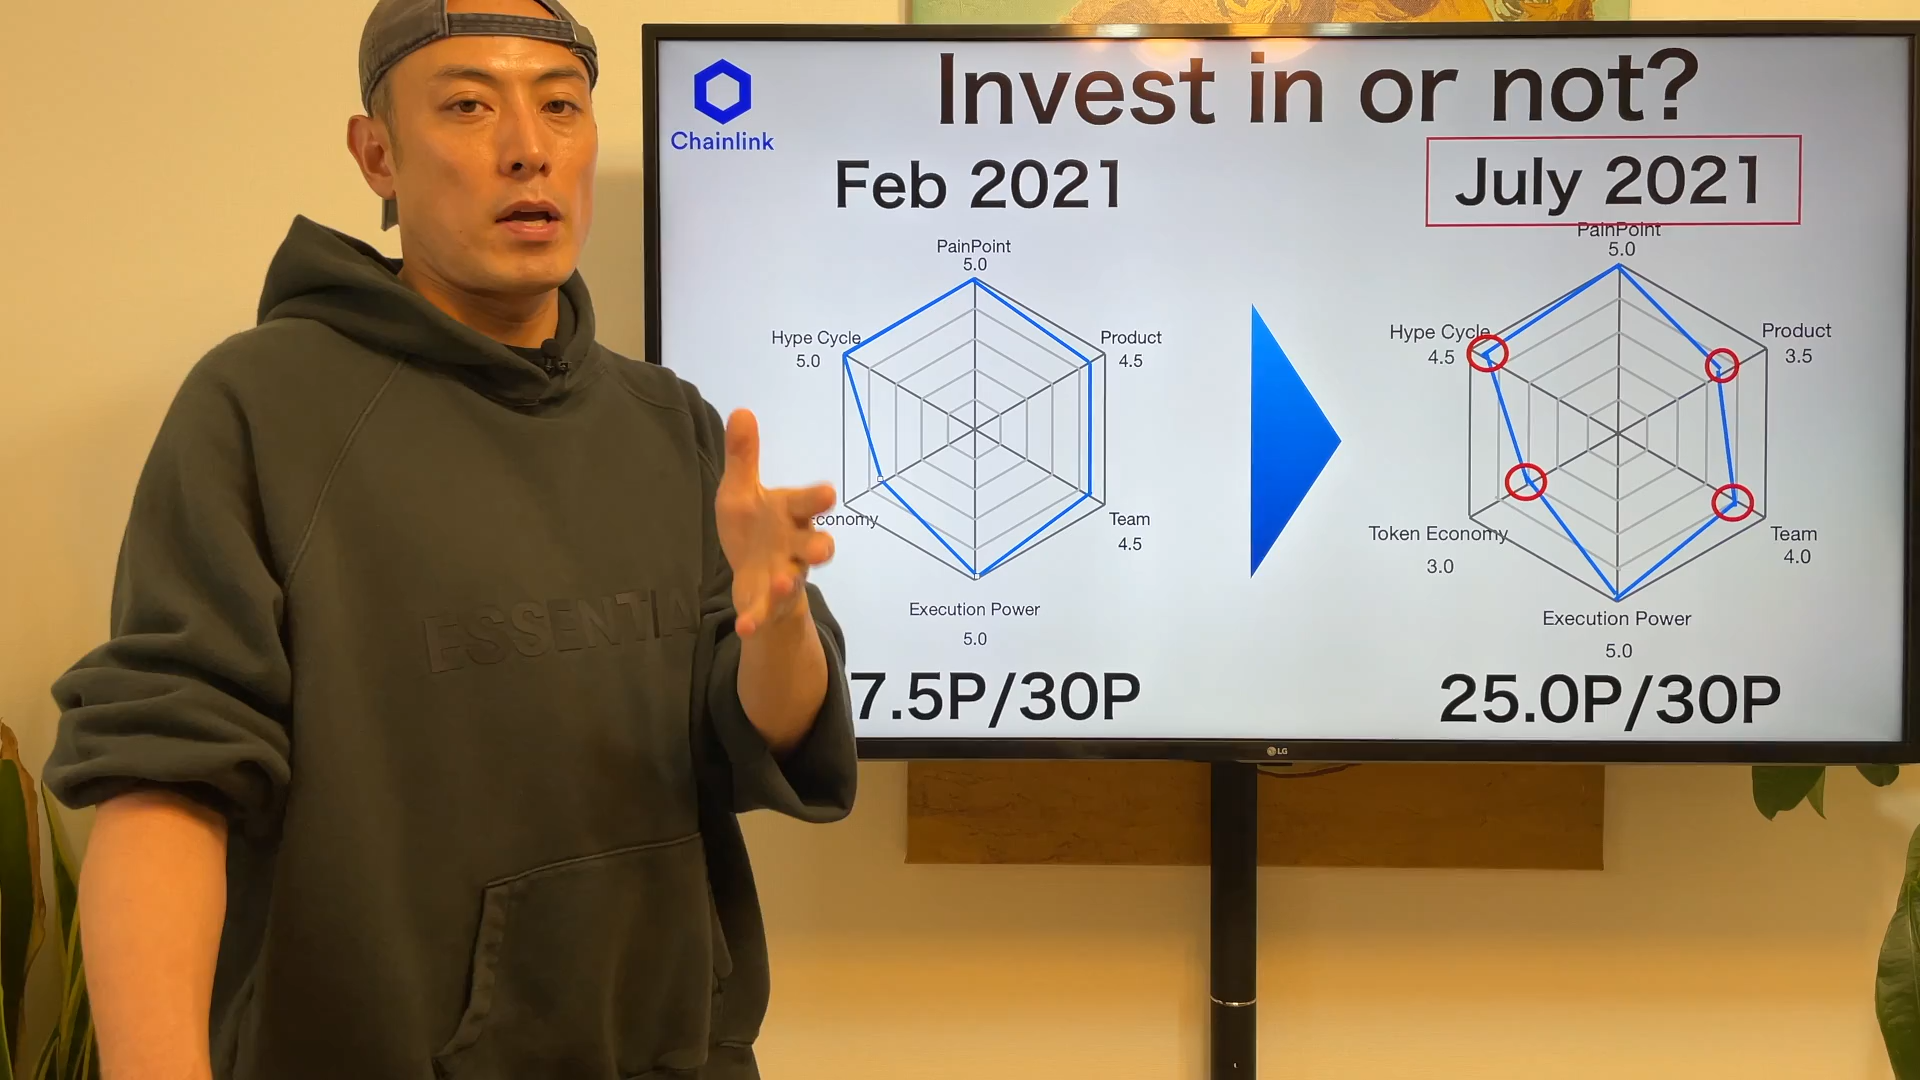 Invest in or not?
Chainlink
Feb 2021
July 2021
PainPoint
5.0
Hype Cycle
5.0
Product
4.5
Economy
Team
4.5
Execution Power
5.0
7.5P/30P
PainPoint
5.0
Hype Cycle
4.5
Product
3.5
Token Economy
3.0
Team
4.0
Execution Power
5.0
25.0P/30P
LG
ESSENTIA